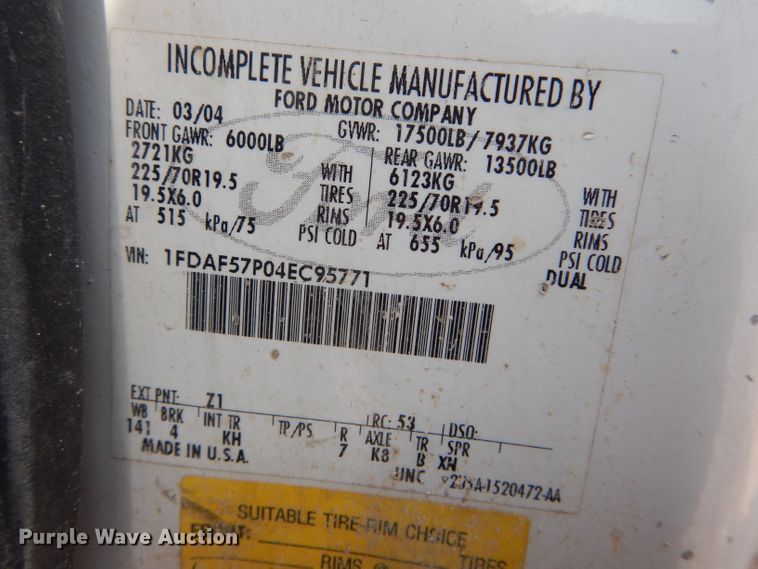 INCOMPLETE VEHICLE MANUFACTURED BY
FORD MOTOR COMPANY
DATE: 03/04 GVWR: 17500LB/ 7937KG
FRONT GAWR: 6000LB REAR GAWR: 13500LB
2721KG WITH 6123KG WITH
225/70R19.5 TIRES 225/70R19.5 TIRES
19.5X6.0 RIMS 19.5X6.0 RIMS
AT 515 kPa/75 PSI COLD AT 655 kPa/95 PSI COLD
DUAL
VIN: 1FDAF57P04EC95771
EXT PNT: Z1 RC: 53 DSO:
WB BRK INT TR TP/PS R AXLE TR SPR
141 4 KH 7 K8 B XN
MADE IN U.S.A.
UNC
Ford
SUITABLE TIRE-RIM CHOICE
RIMS TIRES
Purple Wave Auction